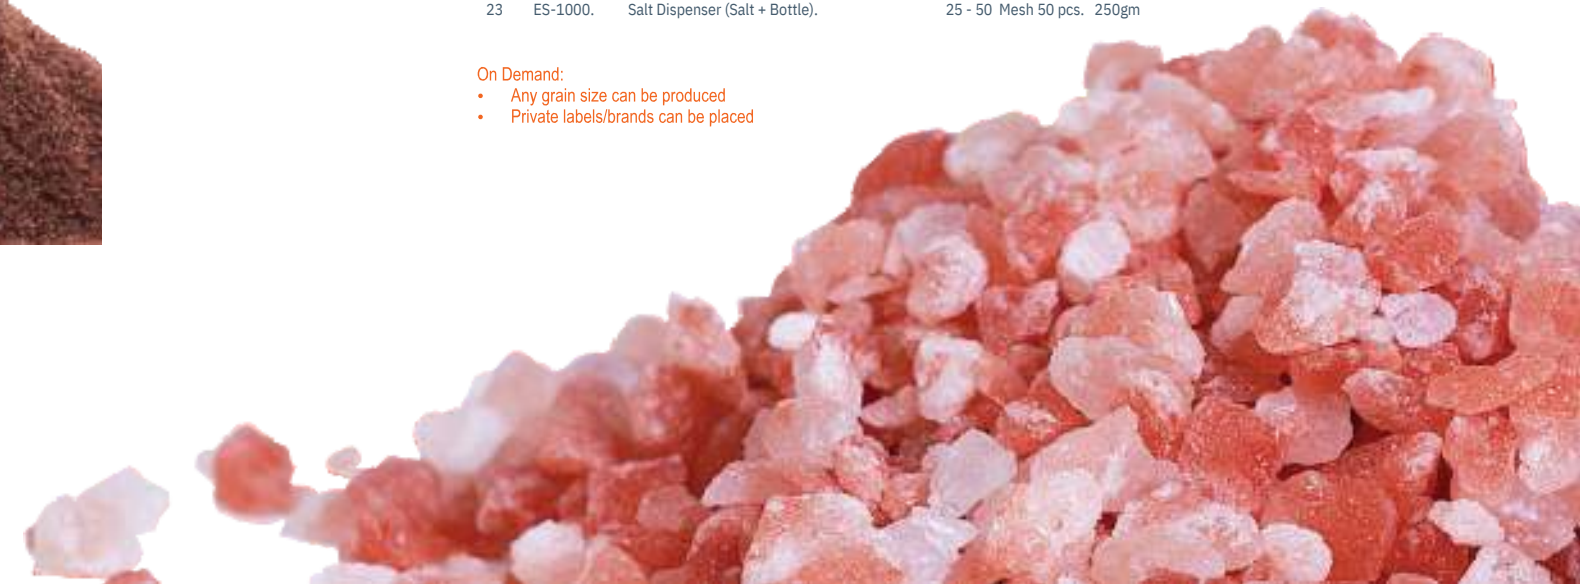 23 ES-1000. Salt Dispenser (Salt + Bottle). 25 - 50 Mesh 50 pcs. 250gm
On Demand:
• Any grain size can be produced
• Private labels/brands can be placed